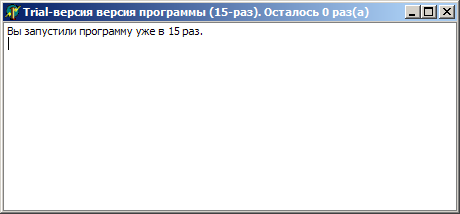 Trial-версия версия программы (15-раз). Осталось 0 раз(а)
Вы запустили программу уже в 15 раз.